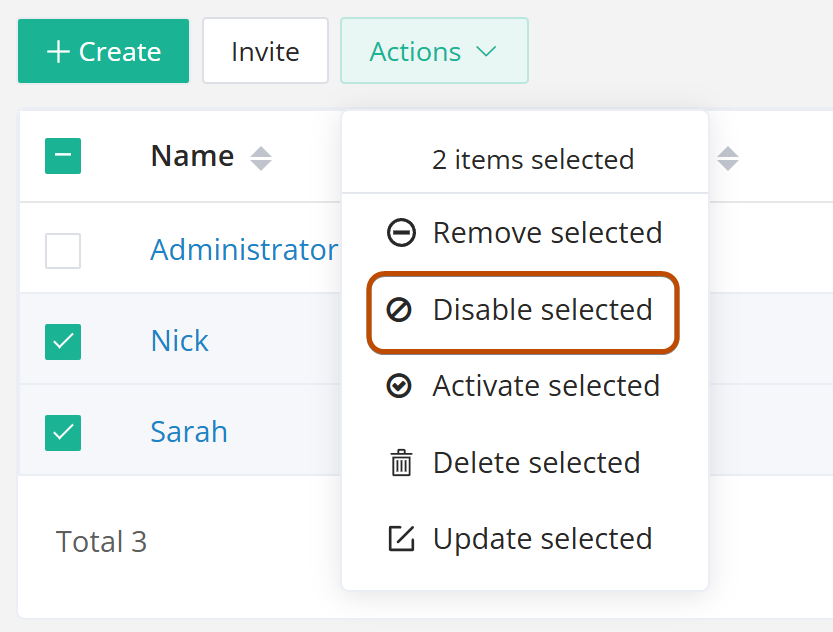 Create Invite Actions
Name
2 items selected
Administrator
Remove selected
Disable selected
Nick
Activate selected
Sarah
Delete selected
Total 3
Update selected